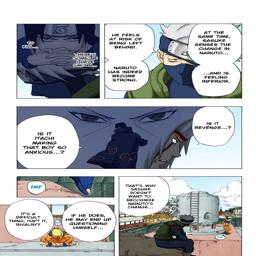 HE FEELS
AT RISK OF
BEING LEFT
BEHIND.
NARUTO
HAS INDEED
BECOME
STRONG.
AT THE
SAME TIME,
SASUKE
SENSES THE
CHANGE IN
NARUTO...
...AND IS
FEELING
INFERIOR.
IS IT
ITACHI
MAKING
THAT BOY SO
ANXIOUS...?
IS IT
REVENGE...?
IT'S A
DIFFICULT
THING, ISN'T IT,
RIVALRY?
IF HE DOES,
HE MAY END UP
QUESTIONING
HIMSELF...
THAT'S WHY
SASUKE
DOESN'T
WANT TO
RECOGNIZE
NARUTO'S
CHANGE...